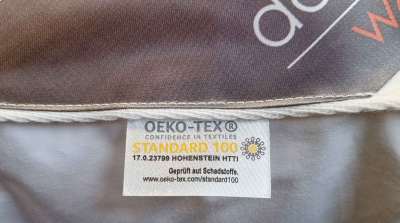 OEKO-TEX®
CONFIDENCE IN TEXTILES
STANDARD 100
17.0.23799 HOHENSTEIN HTTI
Geprüft auf Schadstoffe.
www.oeko-tex.com/standard100